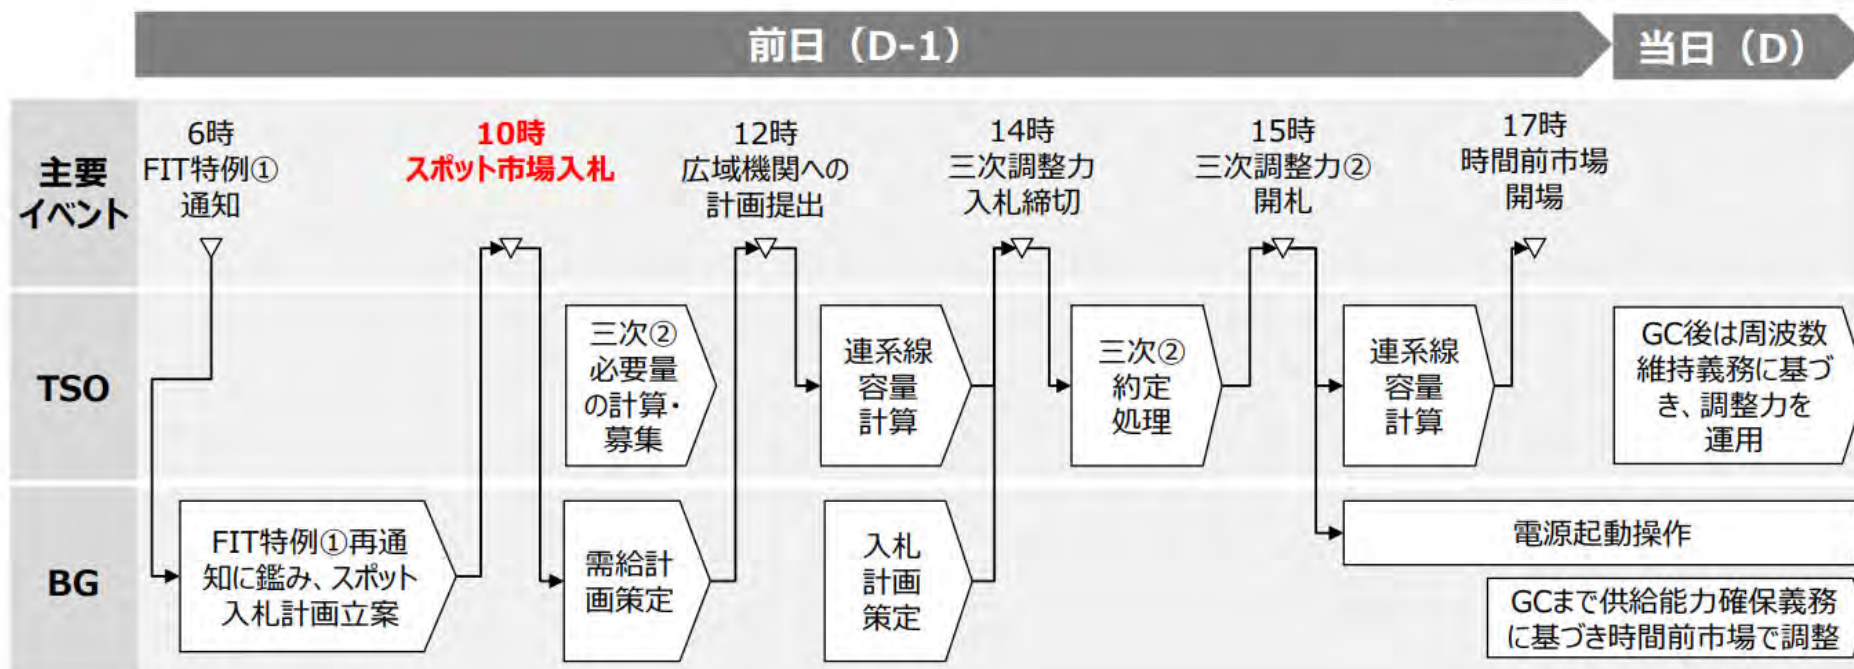 前日（D-1）
当日（D）
主要
イベント
6時
FIT特例①
通知
10時
スポット市場入札
12時
広域機関への
計画提出
14時
三次調整力
入札締切
15時
三次調整力②
開札
17時
時間前市場
開場
TSO
三次②
必要量
の計算・
募集
連系線
容量
計算
三次②
約定
処理
連系線
容量
計算
GC後は周波数
維持義務に基づ
き、調整力を
運用
BG
FIT特例①再通
知に鑑み、スポット
入札計画立案
需給計
画策定
入札
計画
策定
電源起動操作
GCまで供給能力確保義務
に基づき時間前市場で調整